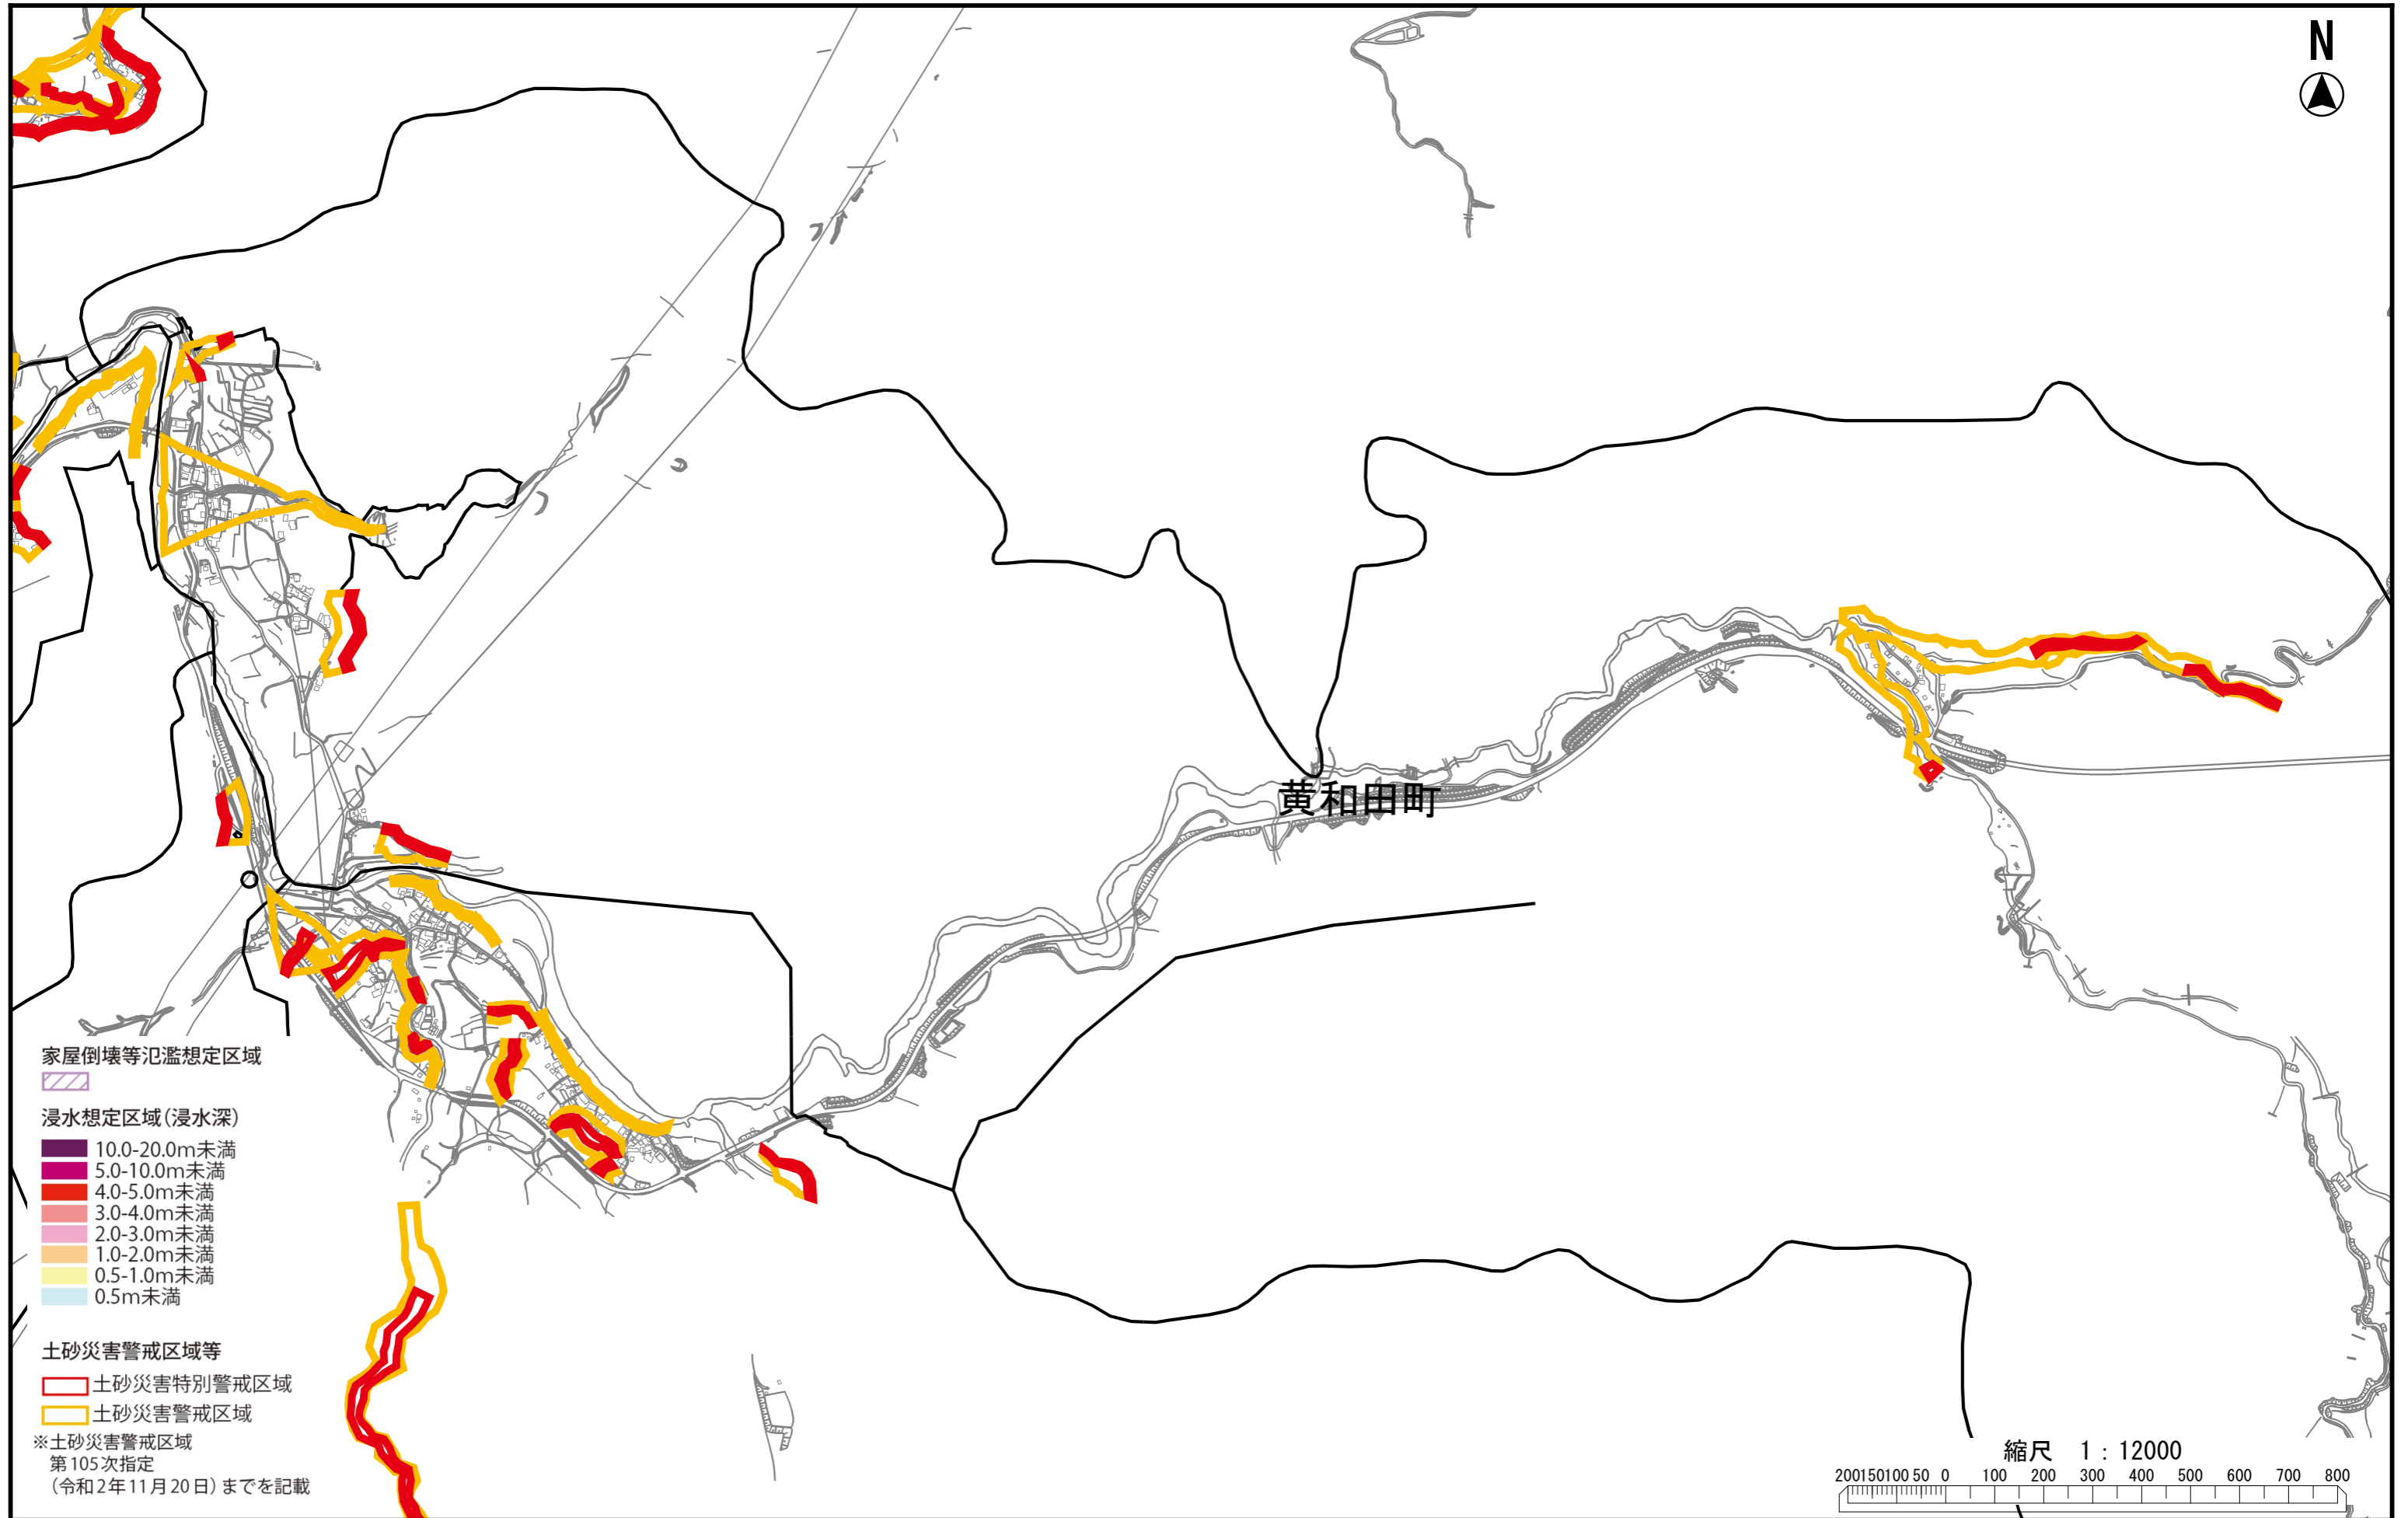 N
黄和田町
家屋倒壊等氾濫想定区域
浸水想定区域(浸水深)
10.0-20.0m未満
5.0-10.0m未満
4.0-5.0m未満
3.0-4.0m未満
2.0-3.0m未満
1.0-2.0m未満
0.5-1.0m未満
0.5m未満
土砂災害警戒区域等
土砂災害特別警戒区域
土砂災害警戒区域
※土砂災害警戒区域
第105次指定
(令和2年11月20日)までを記載
縮尺 1:12000
200 150 100 50 0 100 200 300 400 500 600 700 800